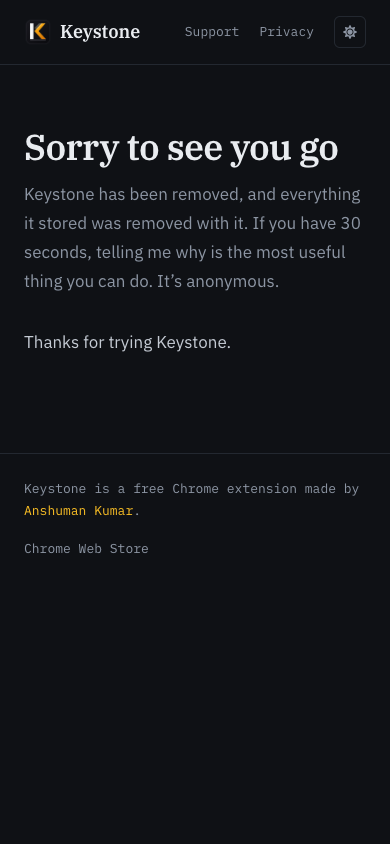 Keystone
Support
Privacy
Sorry to see you go
Keystone has been removed, and everything
it stored was removed with it. If you have 30
seconds, telling me why is the most useful
thing you can do. It’s anonymous.
Thanks for trying Keystone.
Keystone is a free Chrome extension made by
Anshuman Kumar.
Chrome Web Store